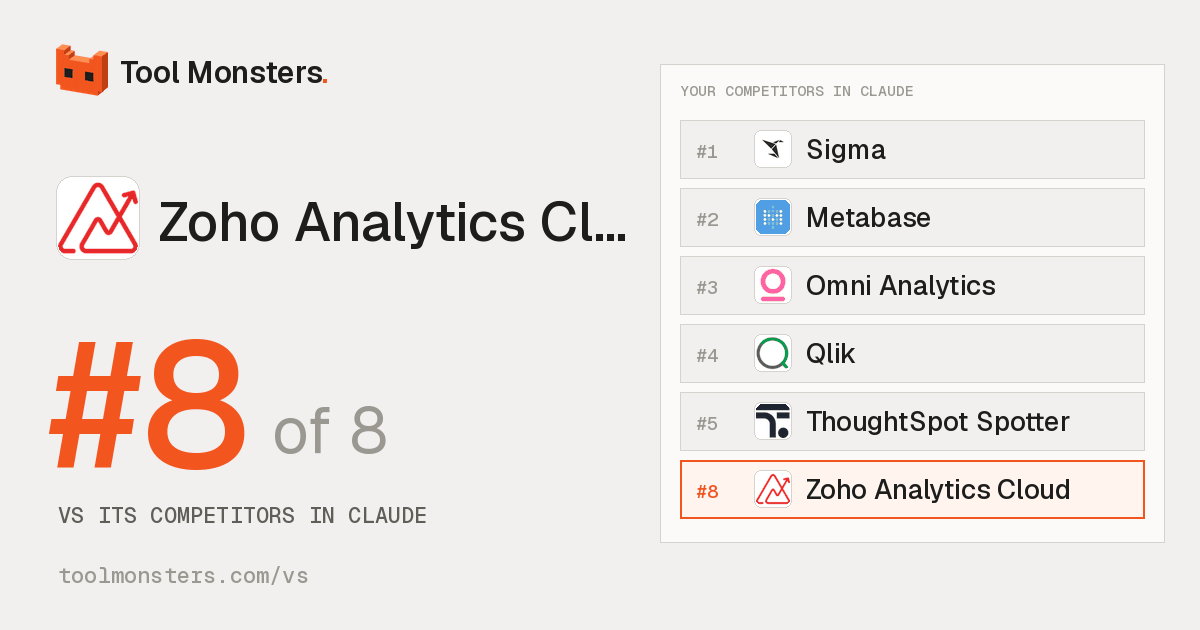 Tool Monsters.
Zoho Analytics Cl...
#8 of 8
VS ITS COMPETITORS IN CLAUDE
toolmonsters.com/vs
YOUR COMPETITORS IN CLAUDE
#1 Sigma
#2 Metabase
#3 Omni Analytics
#4 Qlik
#5 ThoughtSpot Spotter
#8 Zoho Analytics Cloud